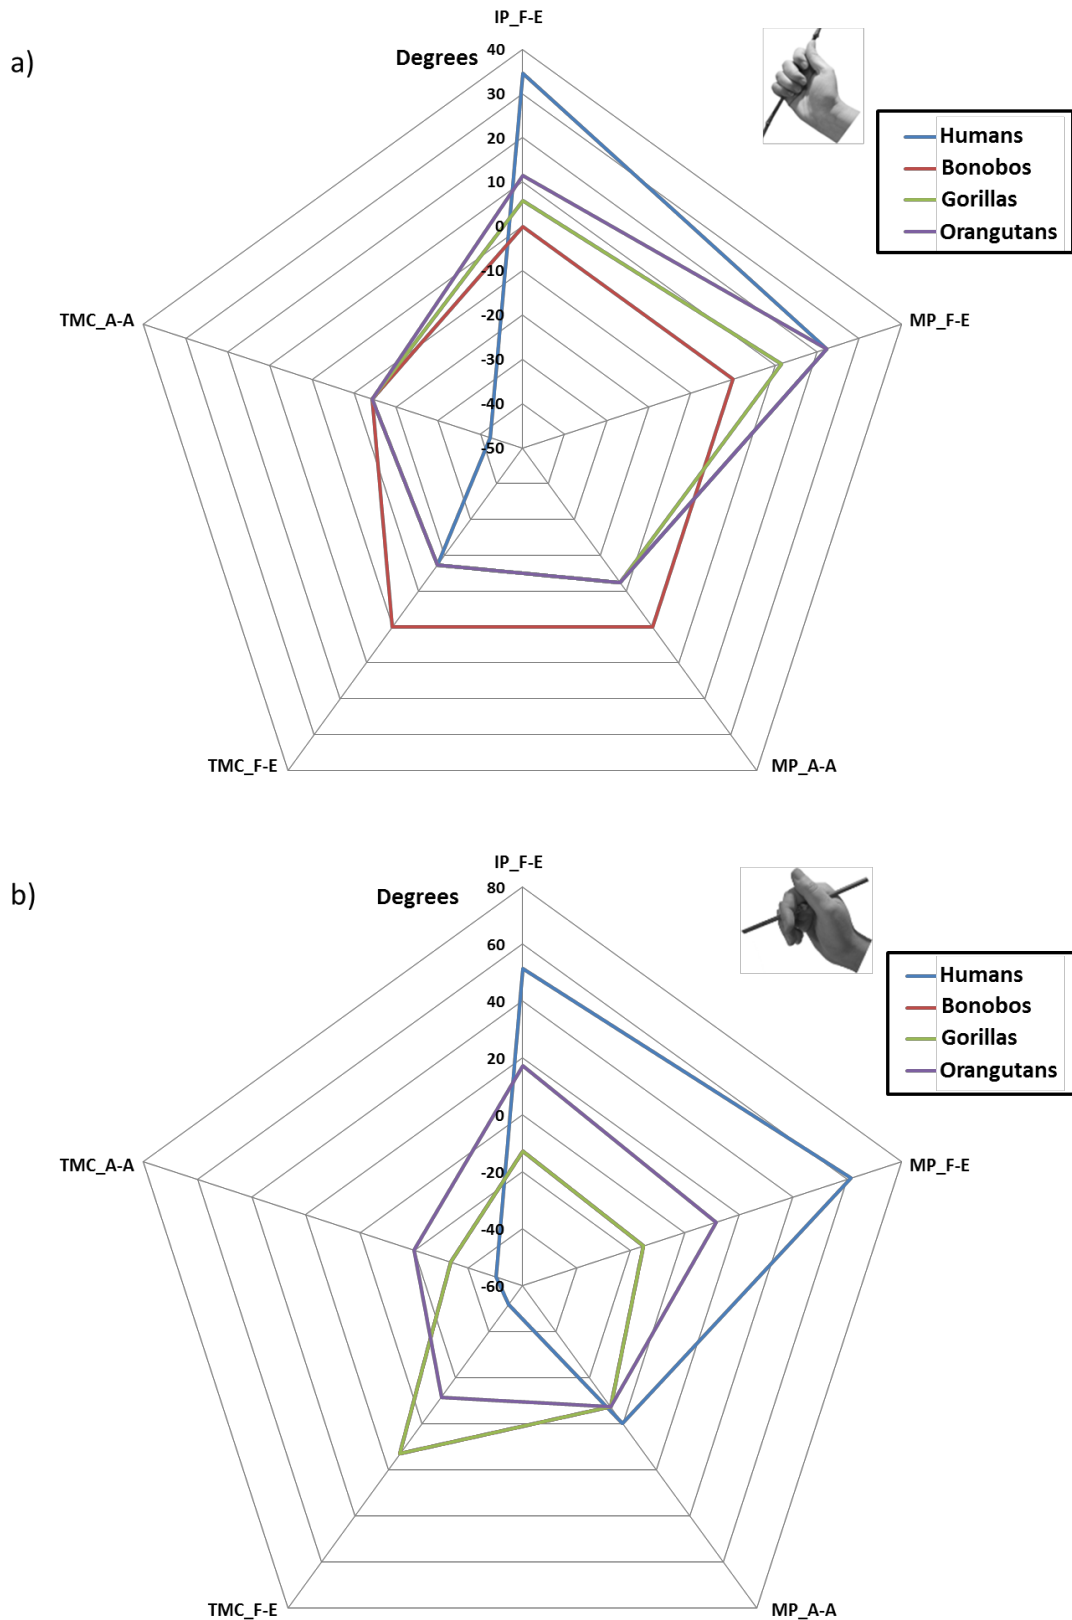 a)
IP_F-E
Degrees
40
30
20
10
0
-10
-20
-30
-40
-50
TMC_A-A
MP_F-E
TMC_F-E
MP_A-A
Humans
Bonobos
Gorillas
Orangutans
b)
IP_F-E
Degrees
80
60
40
20
0
-20
-40
-60
TMC_A-A
MP_F-E
TMC_F-E
MP_A-A
Humans
Bonobos
Gorillas
Orangutans